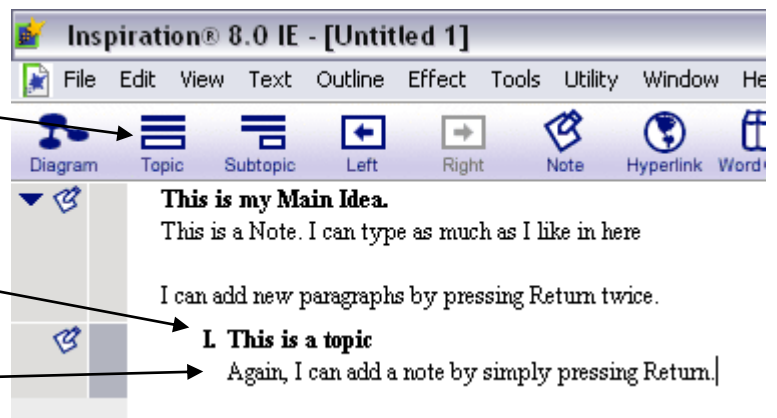 Inspiration® 8.0 IE - [Untitled 1]
File Edit View Text Outline Effect Tools Utility Window
Diagram Topic Subtopic Left Right Note Hyperlink Word
This is my Main Idea.
This is a Note. I can type as much as I like in here
I can add new paragraphs by pressing Return twice.
I. This is a topic
Again, I can add a note by simply pressing Return.